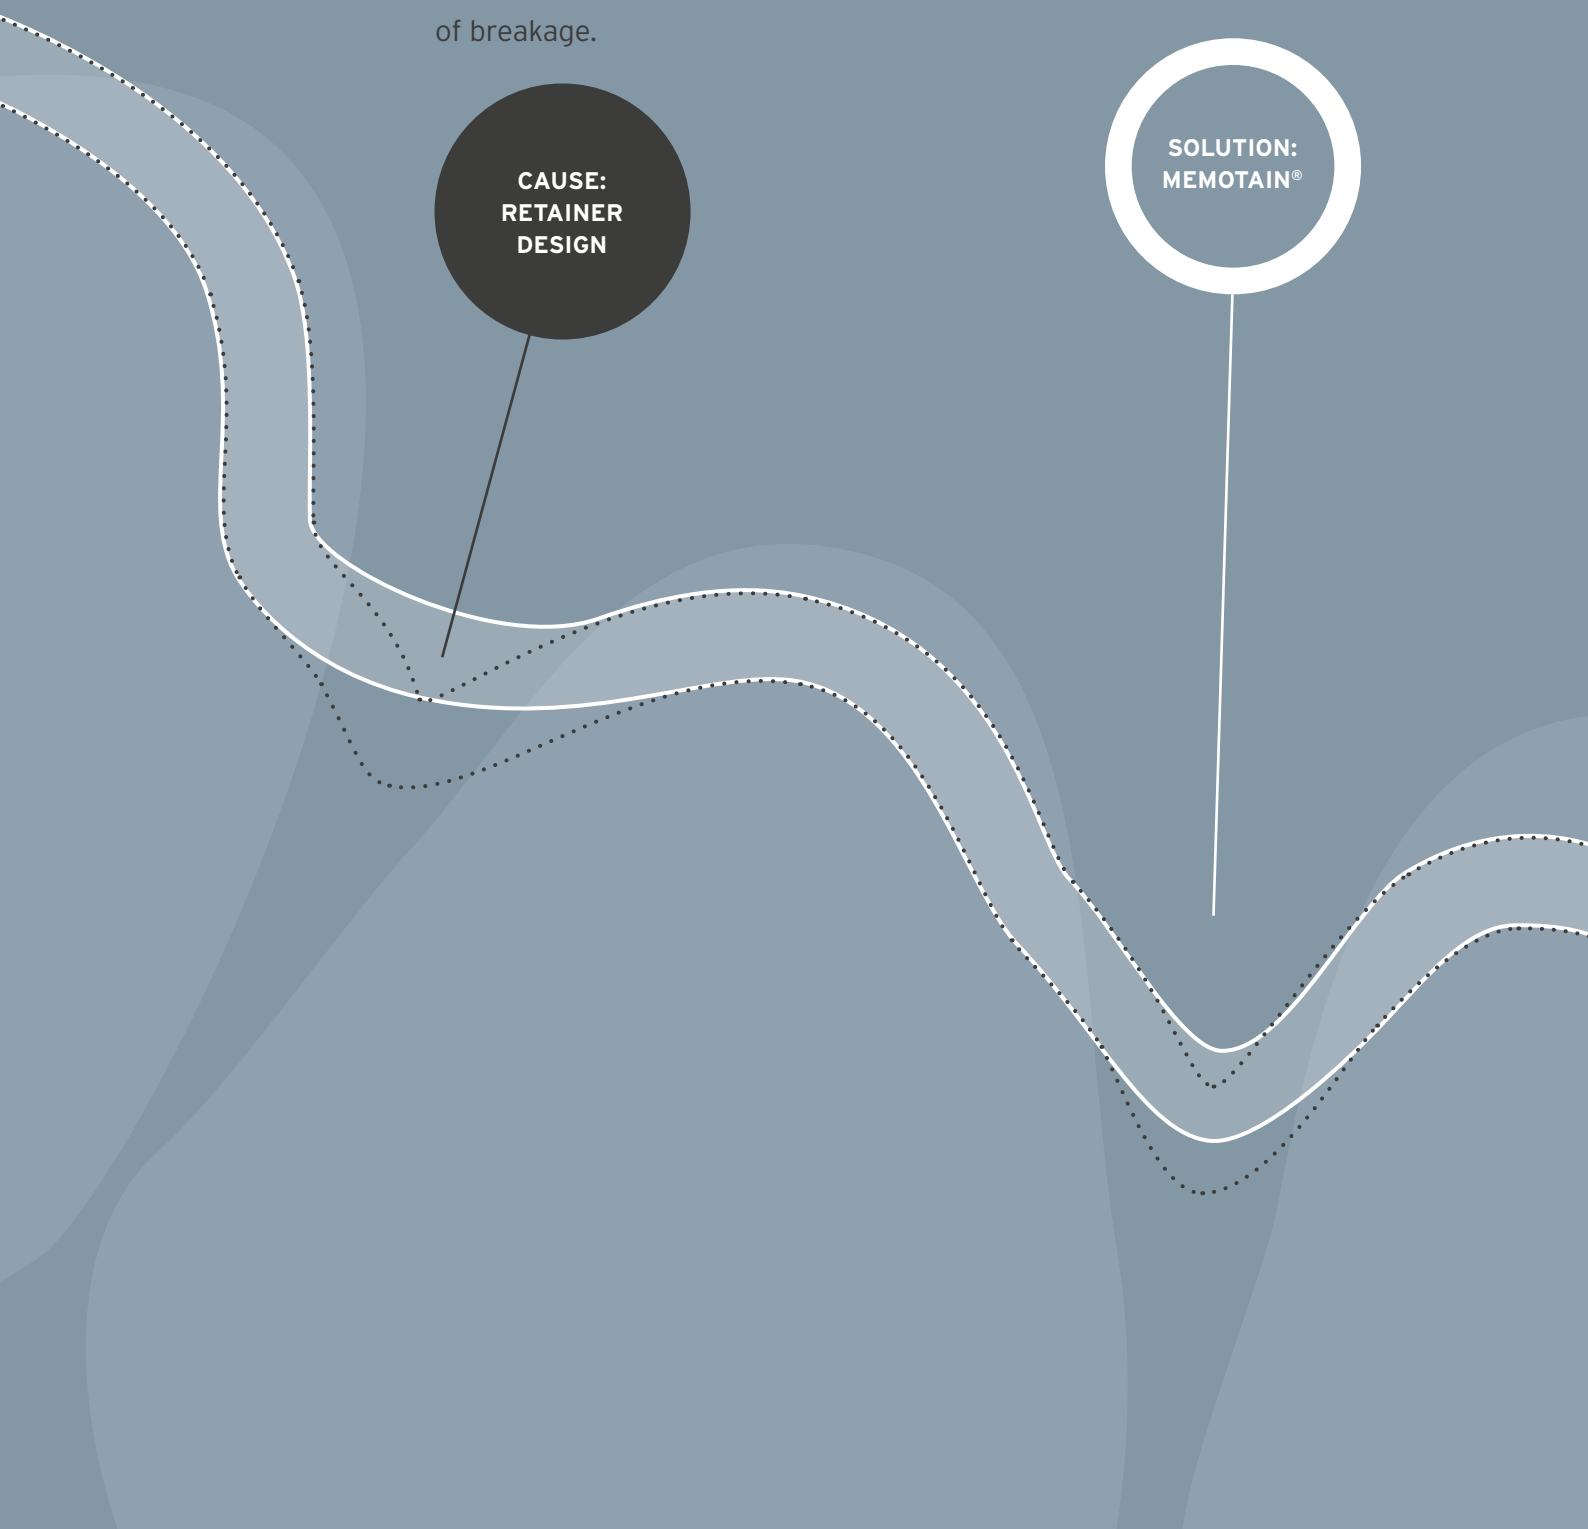 of breakage.
CAUSE:
RETAINER
DESIGN
SOLUTION:
MEMOTAIN®